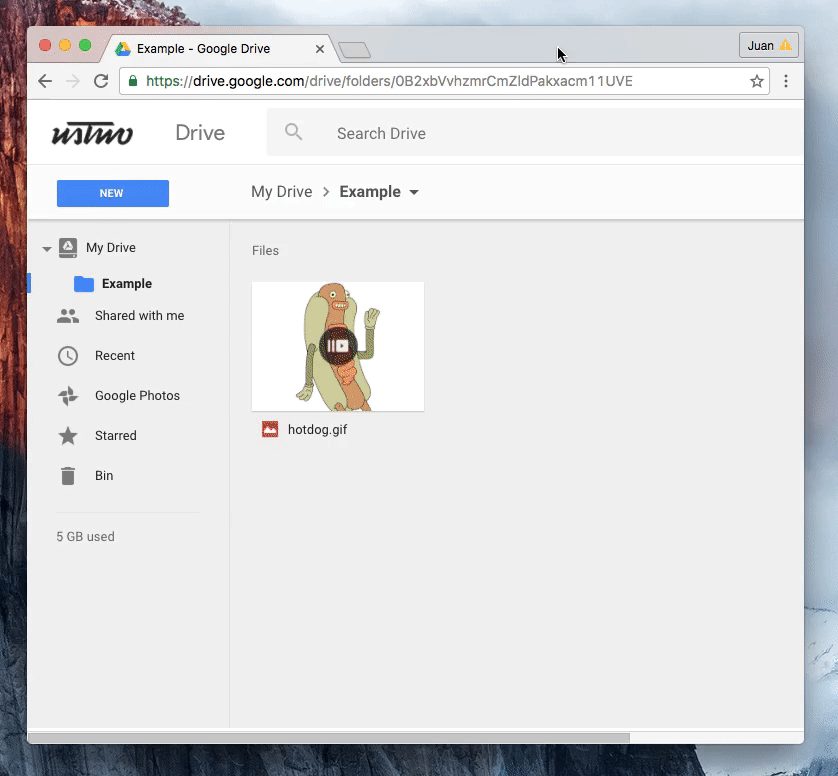 Example - Google Drive
Juan
https://drive.google.com/drive/folders/0B2xbVvhzmrCmZldPakxacm11UVE
ustwo
Drive
Search Drive
NEW
My Drive
Example
My Drive
Files
Example
Shared with me
Recent
Google Photos
hotdog.gif
Starred
Bin
5 GB used